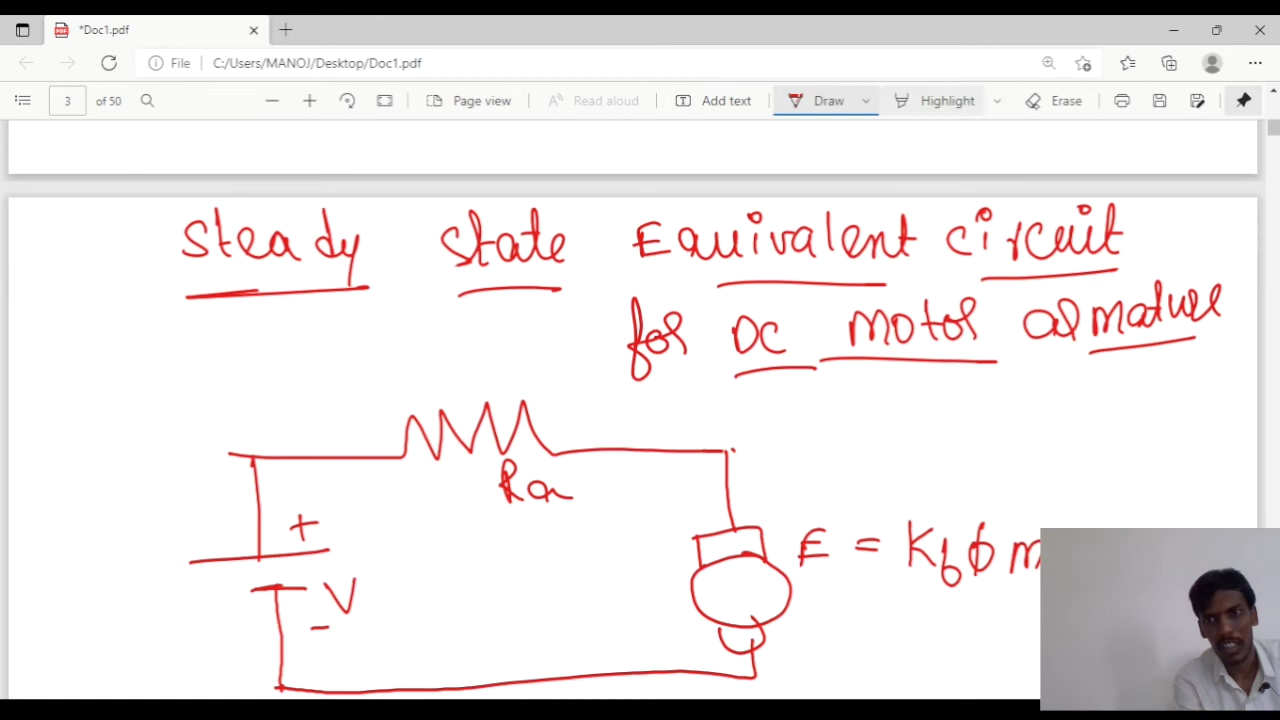 *Doc1.pdf
File C:/Users/MANOJ/Desktop/Doc1.pdf
3 of 50 Page view Read aloud Add text Draw Highlight Erase
Steady state Equivalent circuit
for DC motor armature
Ra
+
E = Kbϕ
V
-